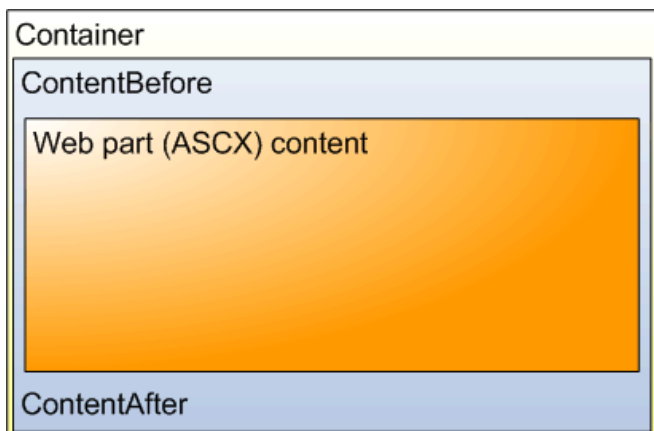 Container
ContentBefore
Web part (ASCX) content
ContentAfter